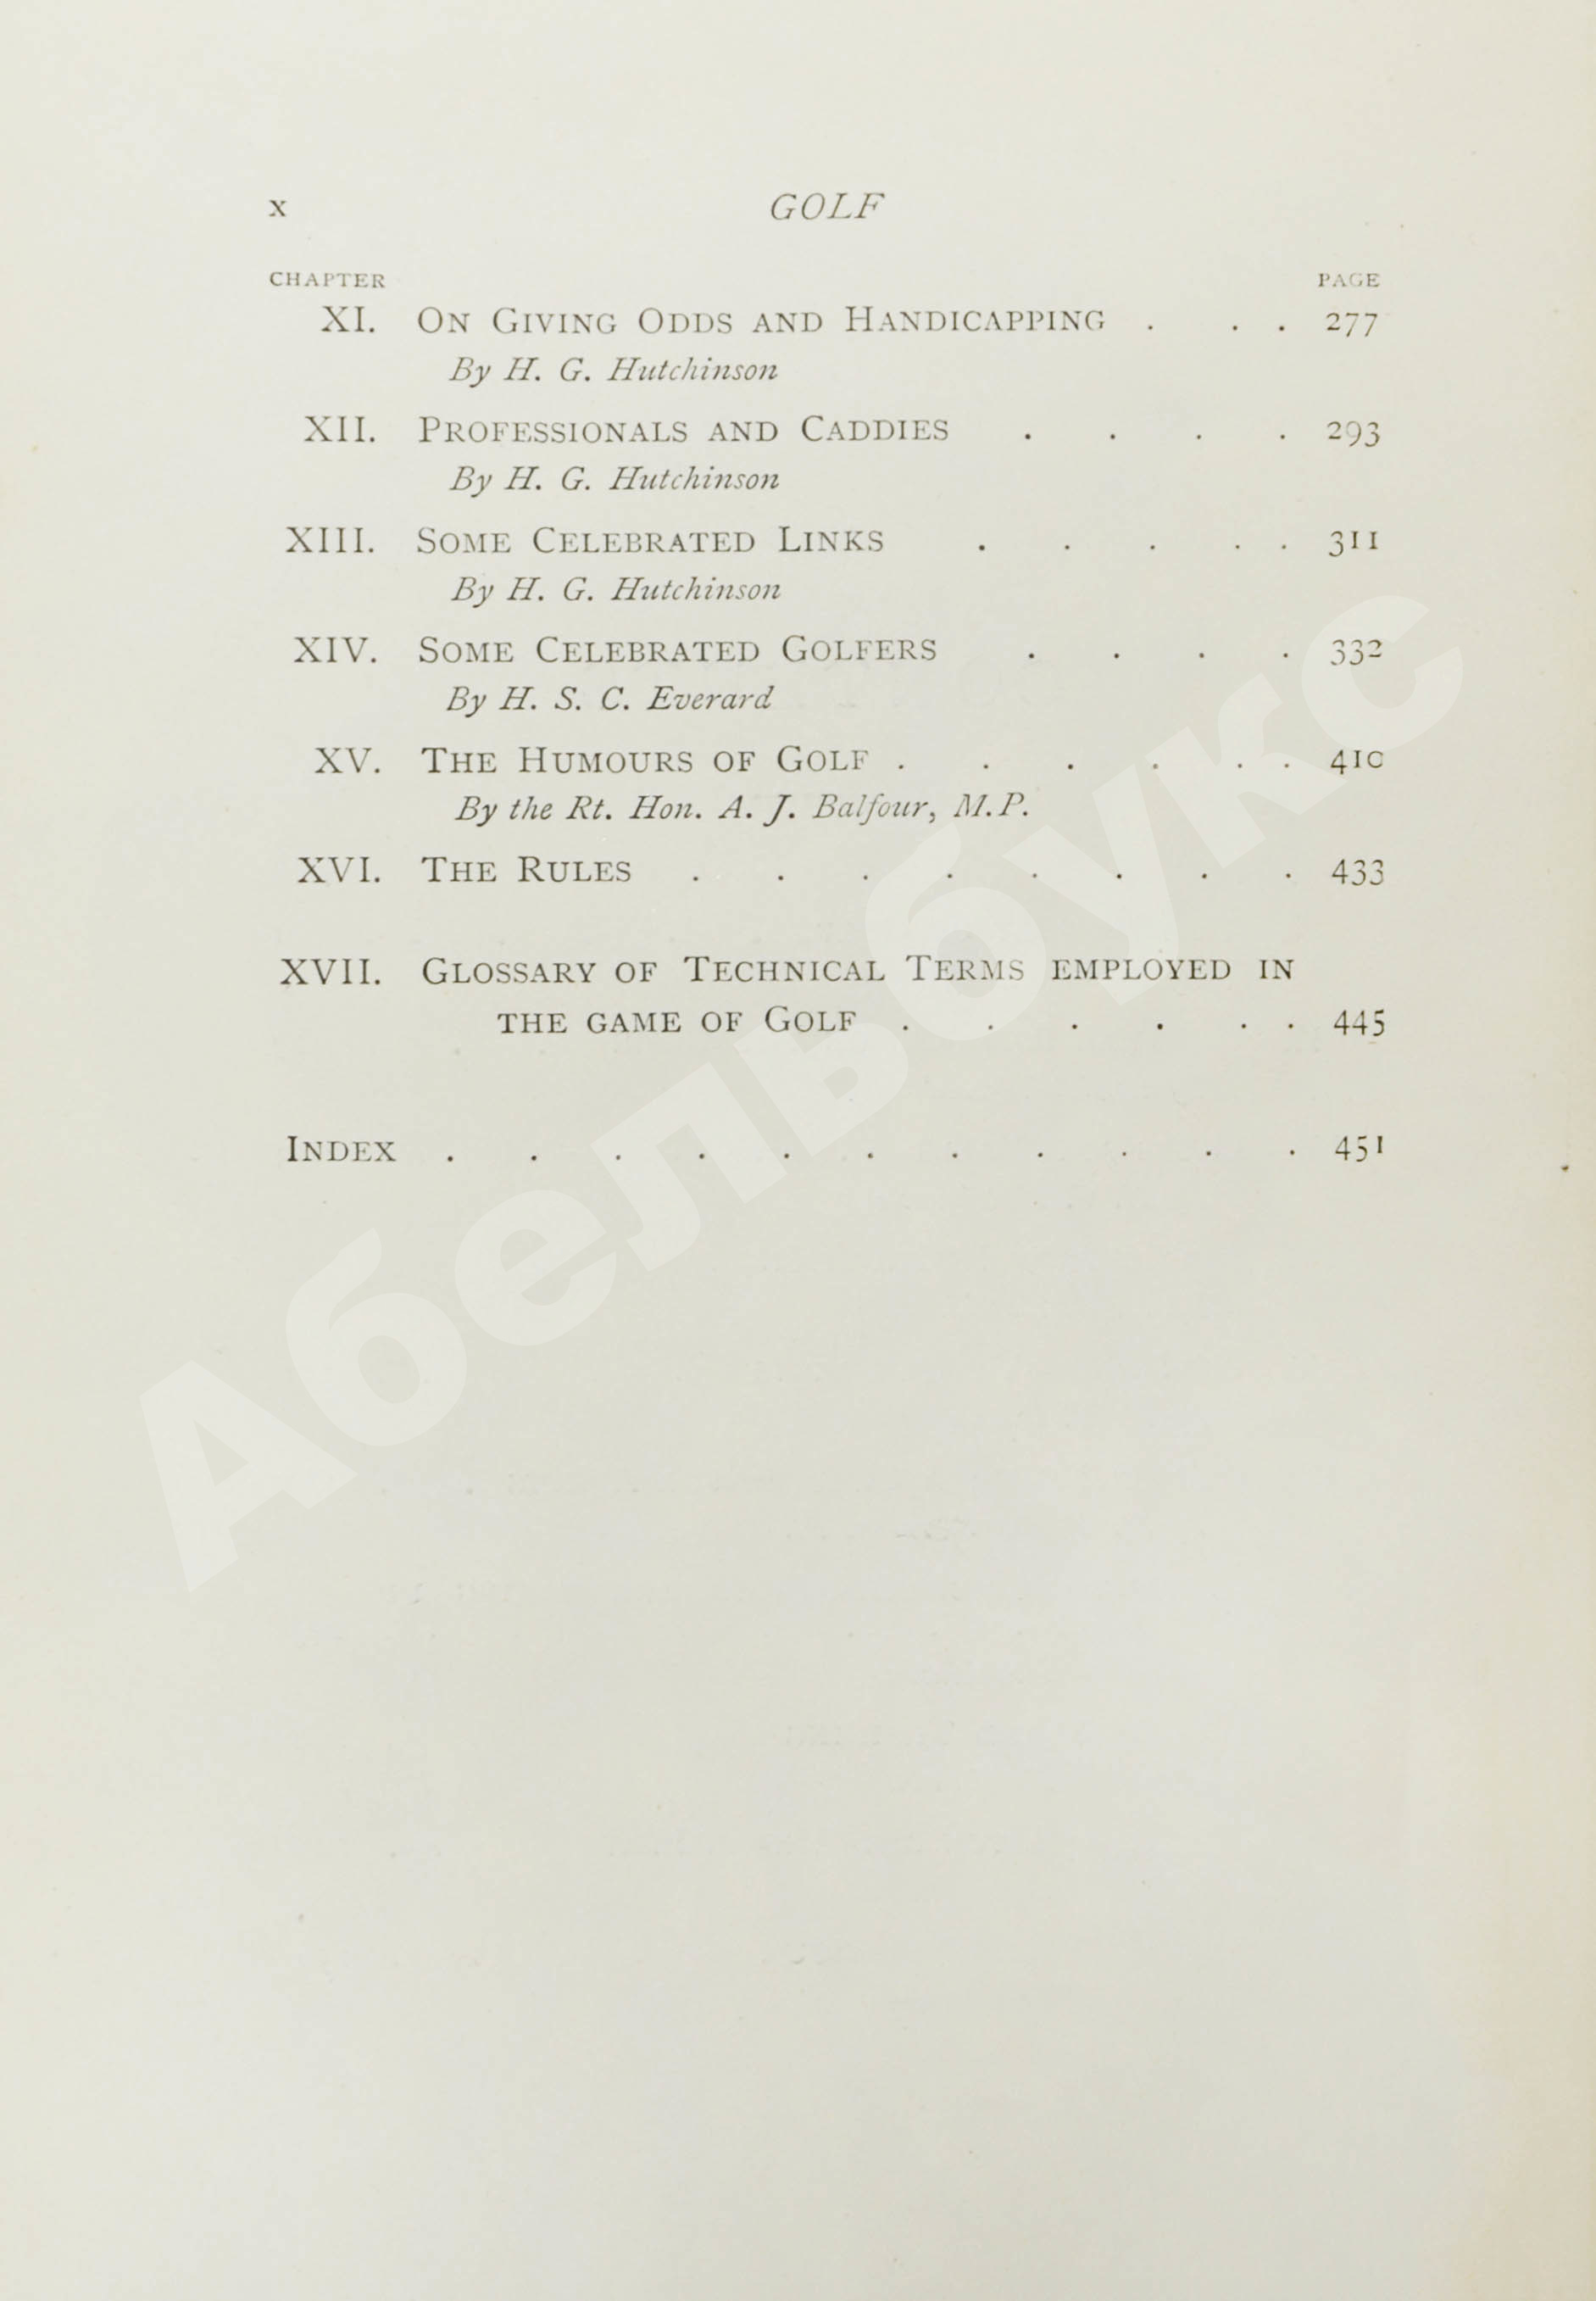 x GOLF
CHAPTER PAGE
XI. ON GIVING ODDS AND HANDICAPPING . . . 277
By H. G. Hutchinson
XII. PROFESSIONALS AND CADDIES . . . . 293
By H. G. Hutchinson
XIII. SOME CELEBRATED LINKS . . . . . 311
By H. G. Hutchinson
XIV. SOME CELEBRATED GOLFERS . . . . 332
By H. S. C. Everard
XV. THE HUMOURS OF GOLF . . . . . . 410
By the Rt. Hon. A. J. Balfour, M.P.
XVI. THE RULES . . . . . . . . 433
XVII. GLOSSARY OF TECHNICAL TERMS EMPLOYED IN
THE GAME OF GOLF . . . . . . 445
INDEX . . . . . . . . . . . 451
Абельбукс